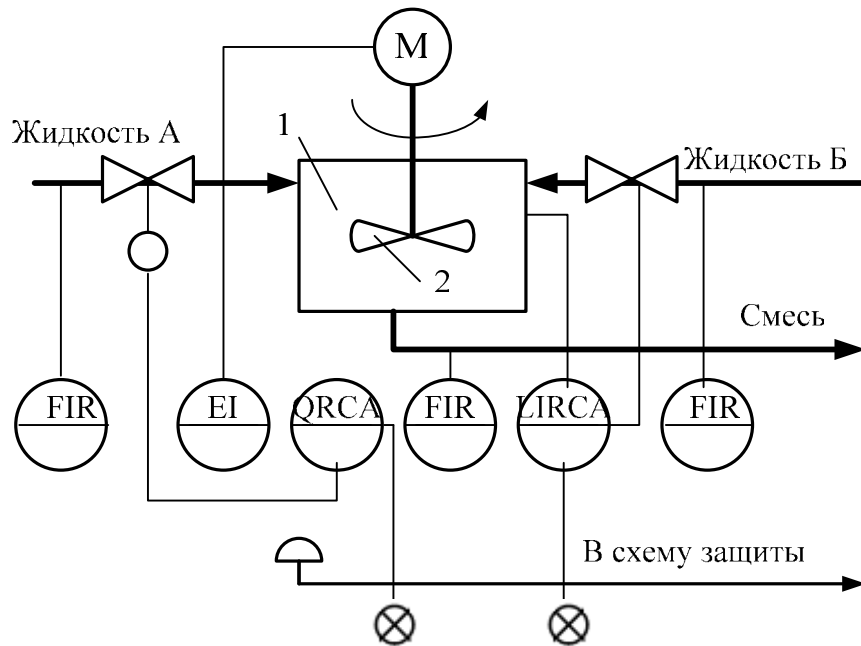 М
Жидкость А
1
Жидкость Б
2
Смесь
FIR
EI
QRCA
FIR
LIRCA
FIR
В схему защиты